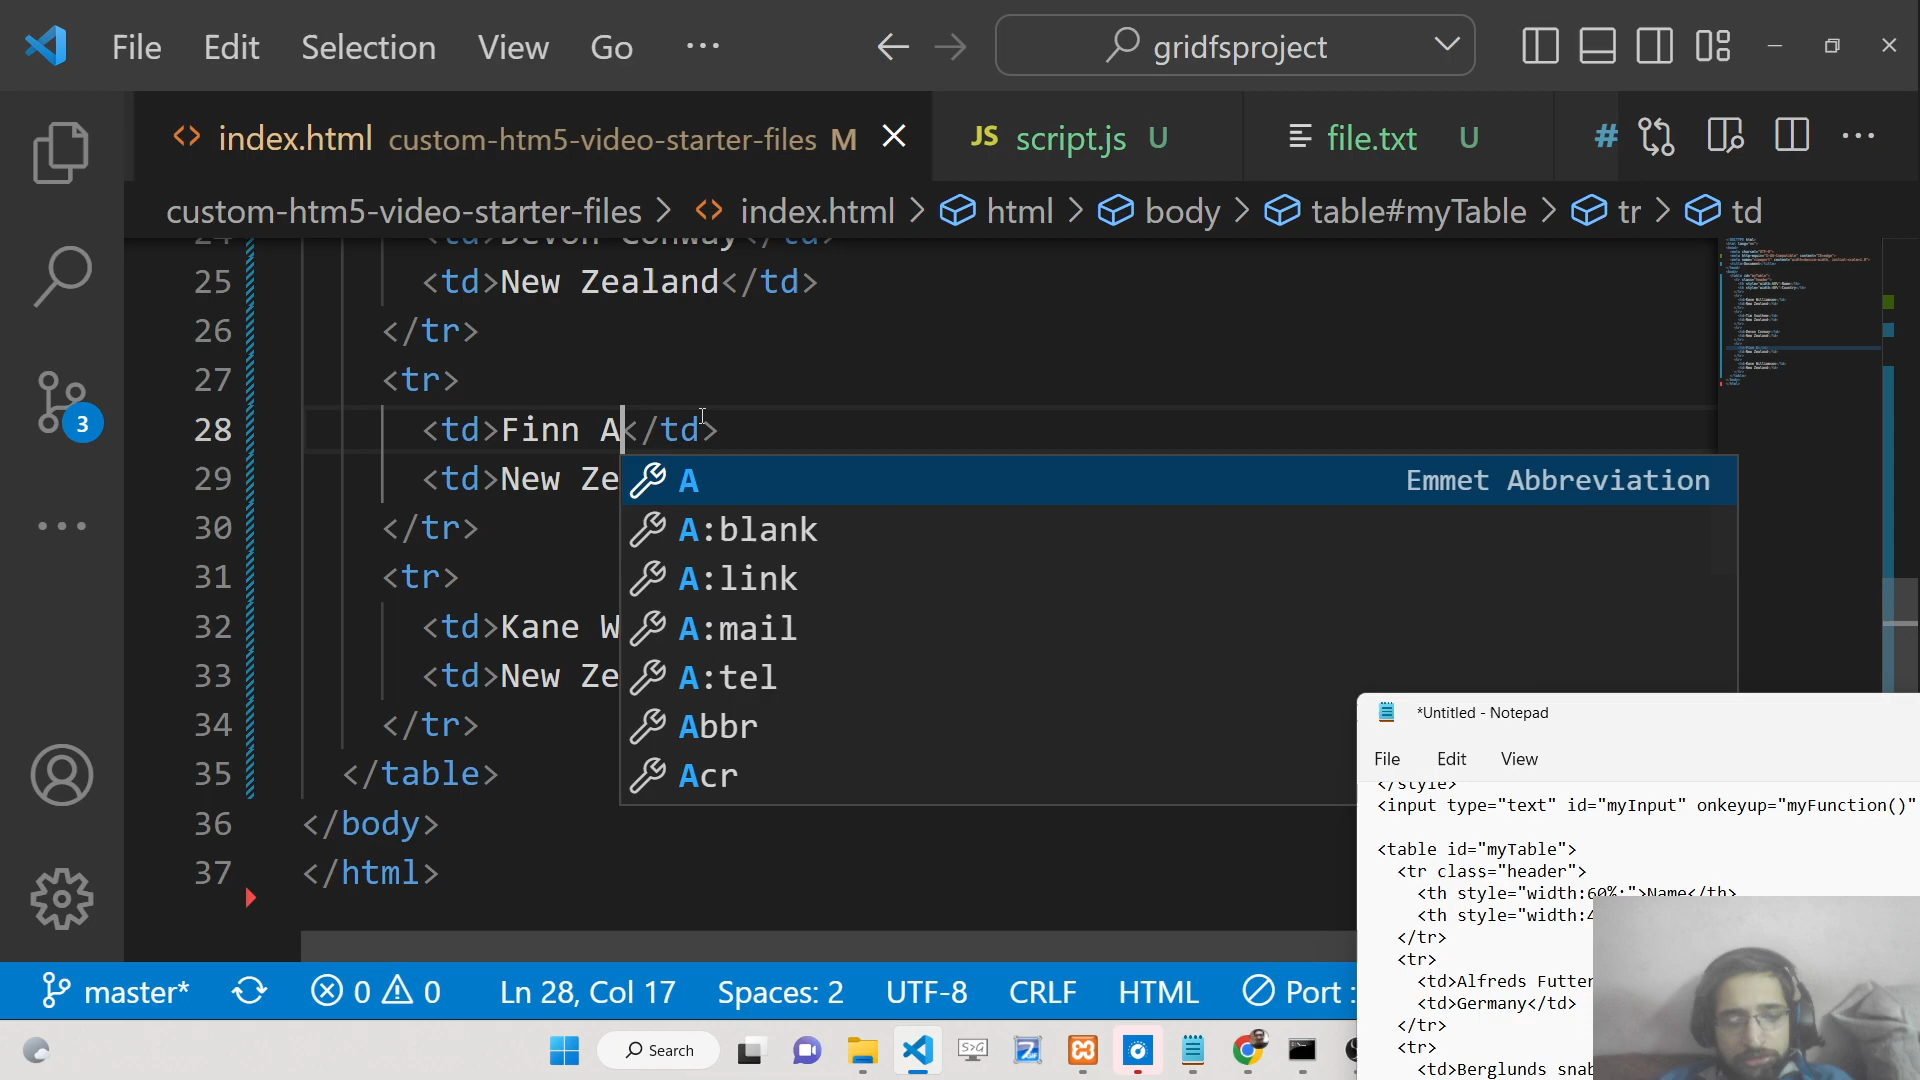 File Edit Selection View Go ··· gridfsproject
index.html custom-htm5-video-starter-files M JS script.js U file.txt U # ···
custom-htm5-video-starter-files > index.html > html > body > table#myTable > tr > td
24 <td>Devon Conway</td>
25 <td>New Zealand</td>
26 </tr>
27 <tr>
28 <td>Finn A</td>
29 <td>New Ze
30 </tr>
31 <tr>
32 <td>Kane W
33 <td>New Ze
34 </tr>
35 </table>
36 </body>
37 </html>
A Emmet Abbreviation
A:blank
A:link
A:mail
A:tel
Abbr
Acr
3
*Untitled - Notepad
File Edit View
</style>
<input type="text" id="myInput" onkeyup="myFunction()"
<table id="myTable">
<tr class="header">
<th style="width:60%;">Name</th>
<th style="width:4
</tr>
<tr>
<td>Alfreds Futter
<td>Germany</td>
</tr>
<tr>
<td>Berglunds snab
master* 0 0 Ln 28, Col 17 Spaces: 2 UTF-8 CRLF HTML Port :
Search